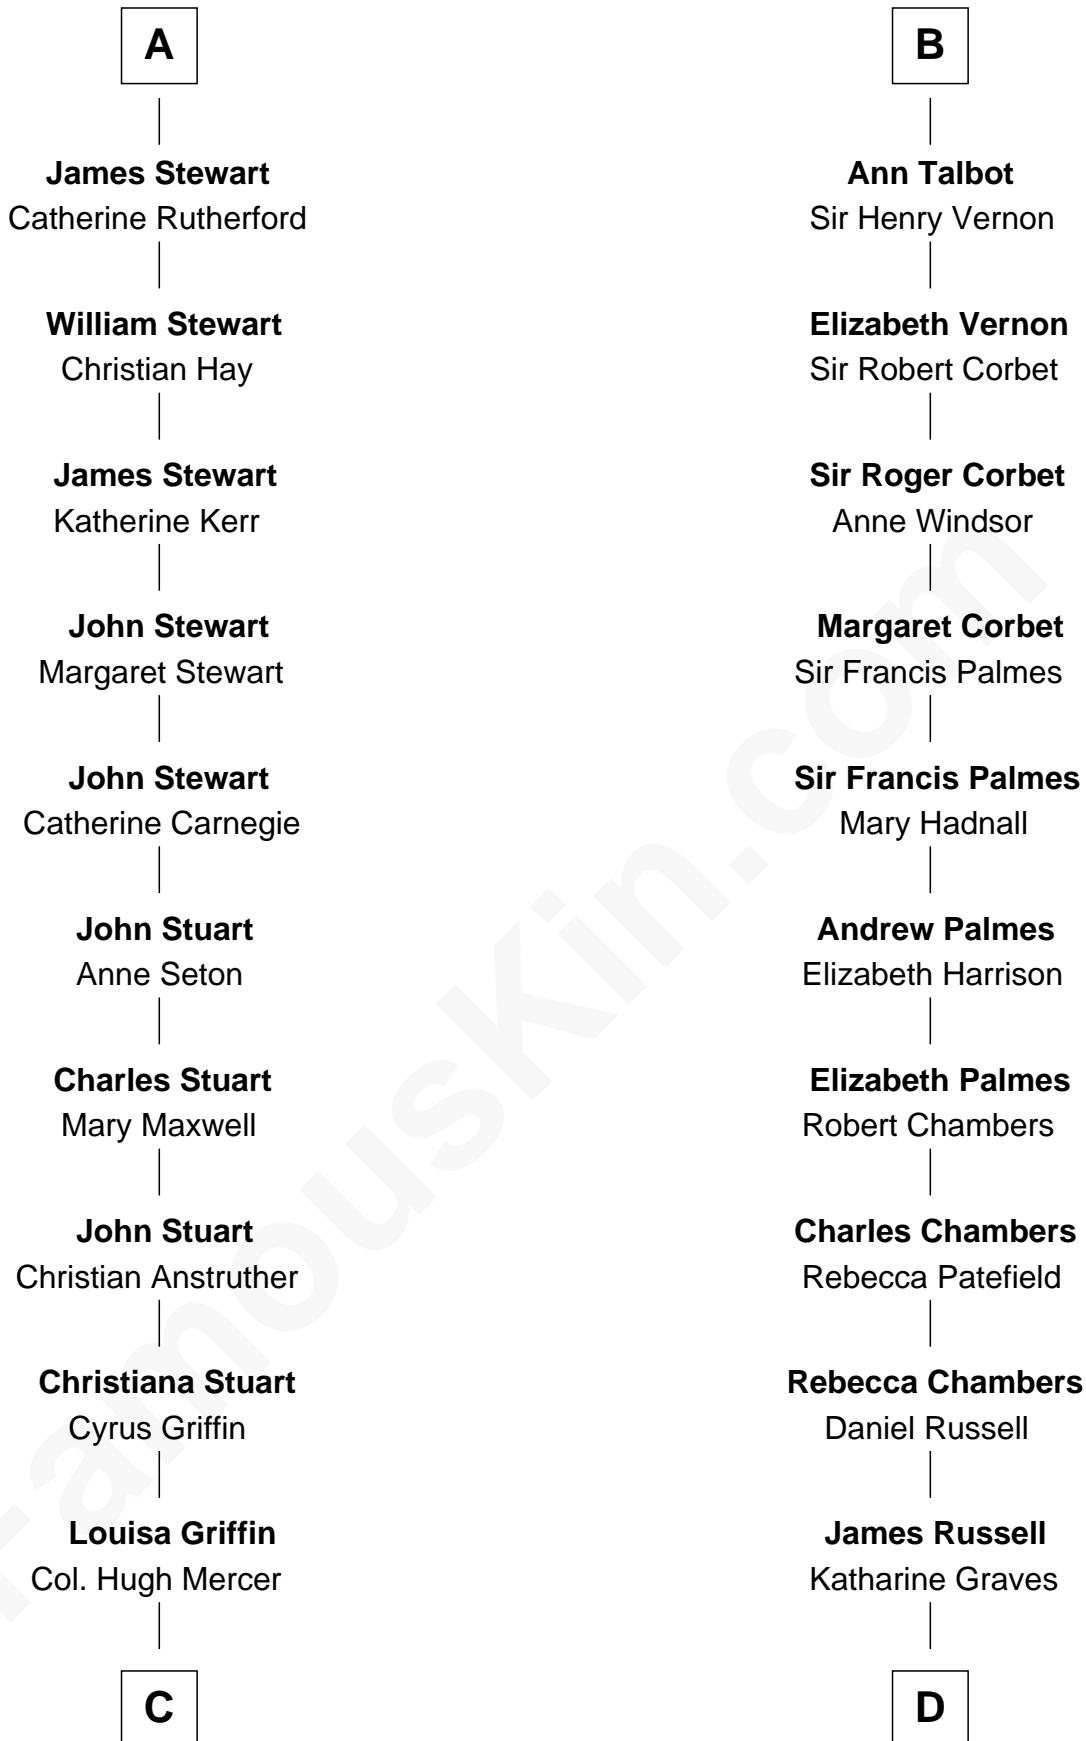 A
James Stewart
Catherine Rutherford
William Stewart
Christian Hay
James Stewart
Katherine Kerr
John Stewart
Margaret Stewart
John Stewart
Catherine Carnegie
John Stuart
Anne Seton
Charles Stuart
Mary Maxwell
John Stuart
Christian Anstruther
Christiana Stuart
Cyrus Griffin
Louisa Griffin
Col. Hugh Mercer
C
B
Ann Talbot
Sir Henry Vernon
Elizabeth Vernon
Sir Robert Corbet
Sir Roger Corbet
Anne Windsor
Margaret Corbet
Sir Francis Palmes
Sir Francis Palmes
Mary Hadnall
Andrew Palmes
Elizabeth Harrison
Elizabeth Palmes
Robert Chambers
Charles Chambers
Rebecca Patefield
Rebecca Chambers
Daniel Russell
James Russell
Katharine Graves
D
FamousKin.com